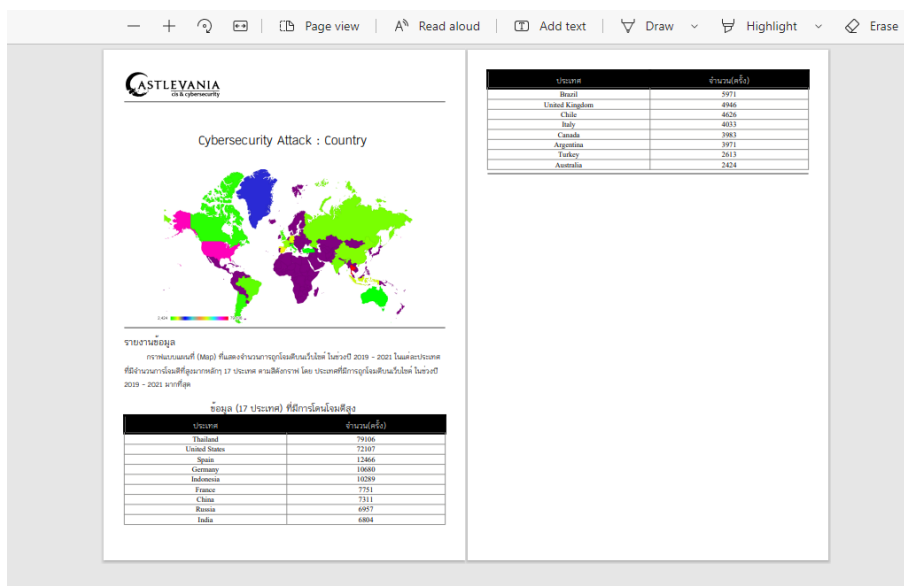 Page view
Read aloud
Add text
Draw
Highlight
Erase
CASTLEVANIA
cis & cybersecurity
Cybersecurity Attack : Country
2,424
รายงานข้อมูล
กราฟแบบแผนที่ (Map) ที่แสดงจำนวนการถูกโจมตีบนเว็บไซต์ ในช่วงปี 2019 - 2021 ในแต่ละประเทศ
ที่มีจำนวนการโจมตีที่สูงมากหลักๆ 17 ประเทศ ตามสีดังกราฟ โดย ประเทศที่มีการถูกโจมตีบนเว็บไซต์ ในช่วงปี
2019 - 2021 มากที่สุด
ข้อมูล (17 ประเทศ) ที่มีการโดนโจมตีสูง
ประเทศ จำนวน(ครั้ง)
Thailand 79106
United States 72107
Spain 12466
Germany 10680
Indonesia 10289
France 7751
China 7311
Russia 6957
India 6804
ประเทศ จำนวน(ครั้ง)
Brazil 5971
United Kingdom 4946
Chile 4626
Italy 4033
Canada 3983
Argentina 3971
Turkey 2613
Australia 2424